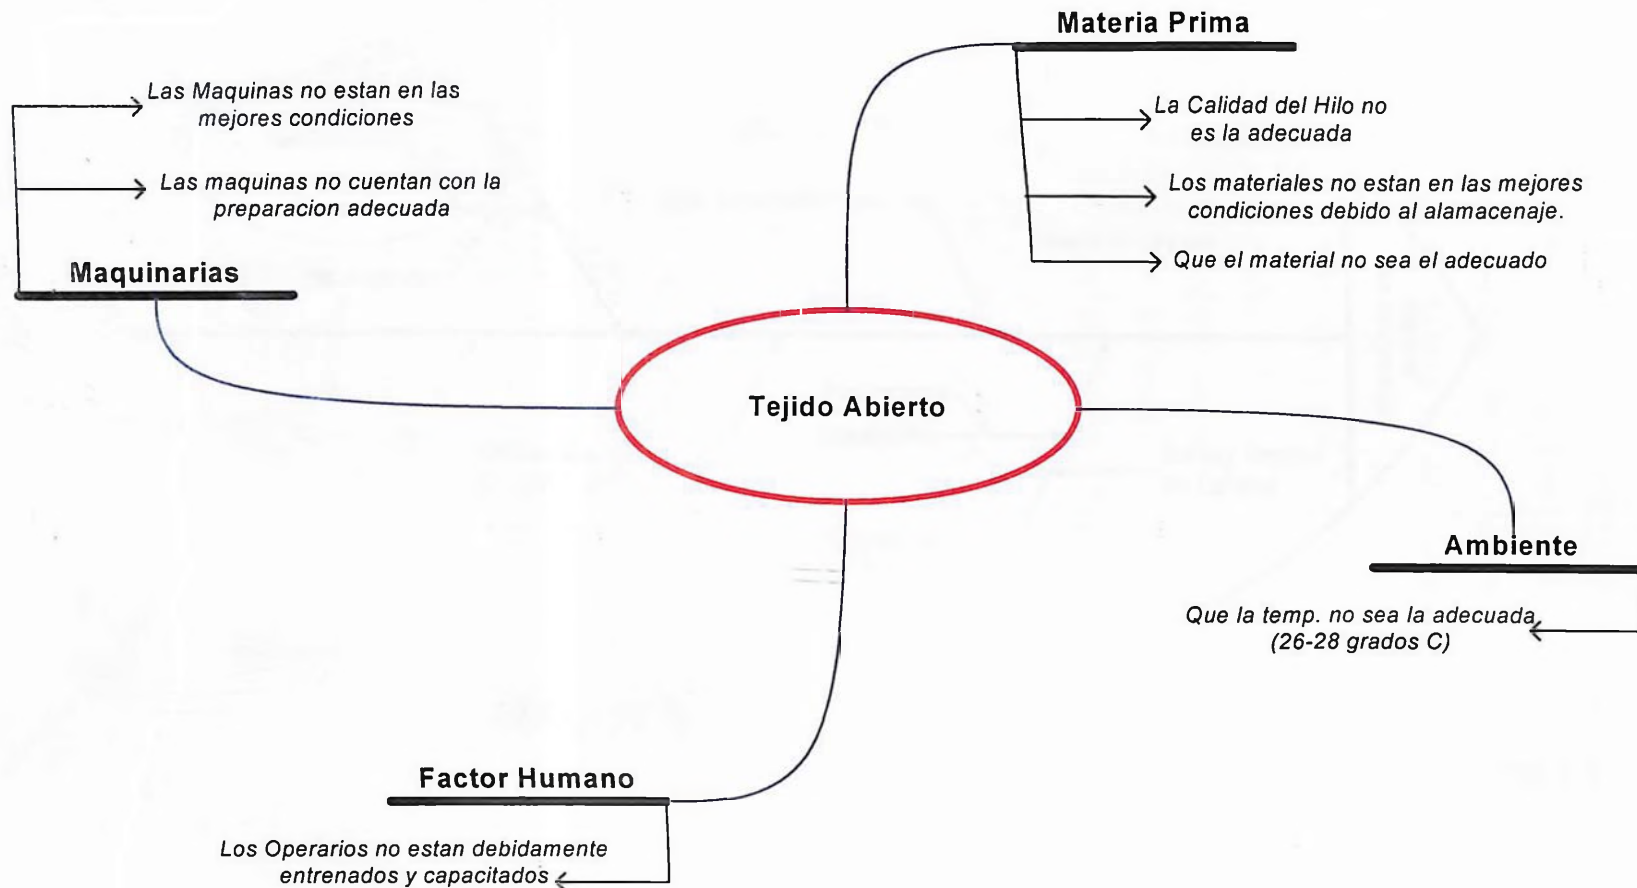 Materia Prima
Las Maquinas no estan en las
mejores condiciones
La Calidad del Hilo no
es la adecuada
Las maquinas no cuentan con la
preparacion adecuada
Los materiales no estan en las mejores
condiciones debido al alamacenaje.
Que el material no sea el adecuado
Maquinarias
Tejido Abierto
Ambiente
Que la temp. no sea la adecuada
(26-28 grados C)
Factor Humano
Los Operarios no estan debidamente
entrenados y capacitados